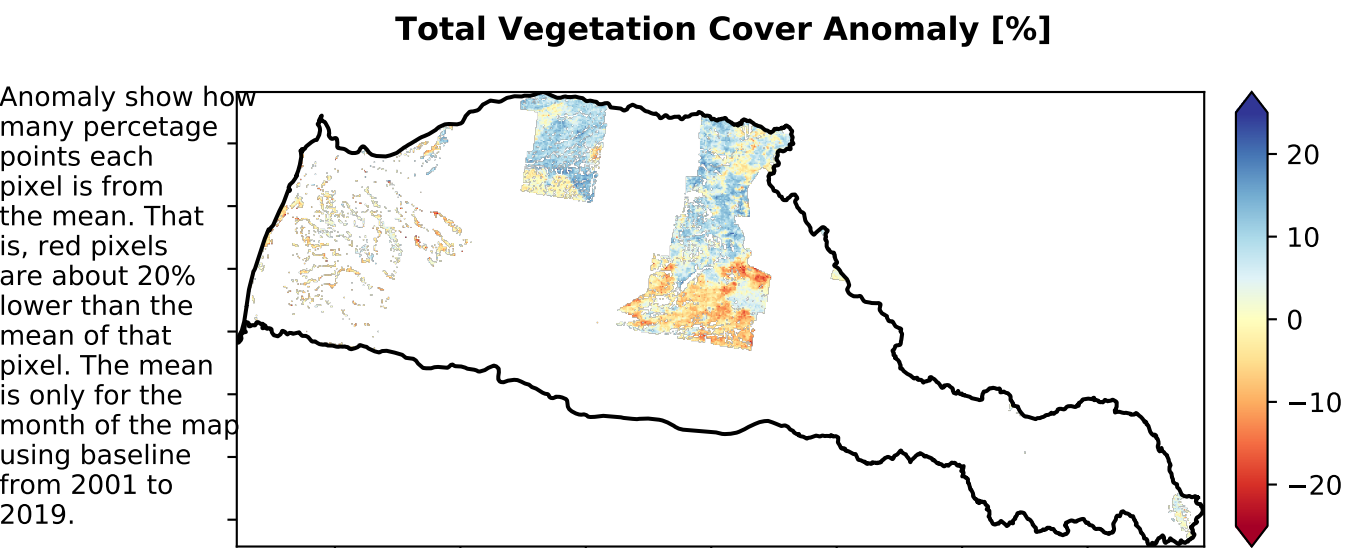 Total Vegetation Cover Anomaly [%]
Anomaly show how
many percetage
points each
pixel is from
the mean. That
is, red pixels
are about 20%
lower than the
mean of that
pixel. The mean
is only for the
month of the map
using baseline
from 2001 to
2019.
20
10
0
−10
−20